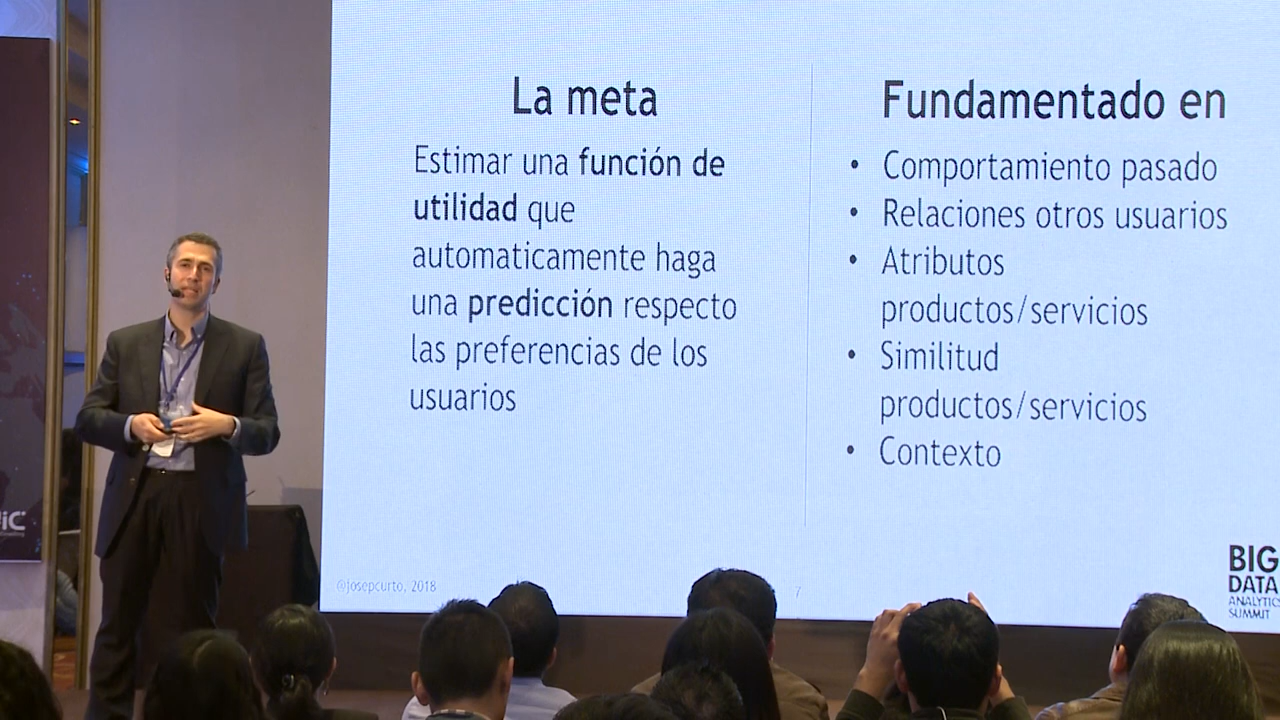 La meta
Estimar una función de
utilidad que
automaticamente haga
una predicción respecto
las preferencias de los
usuarios
Fundamentado en
• Comportamiento pasado
• Relaciones otros usuarios
• Atributos
productos/servicios
• Similitud
productos/servicios
• Contexto
@josepcurto, 2018
7
BIG
DATA
ANALYTICS
SUMMIT